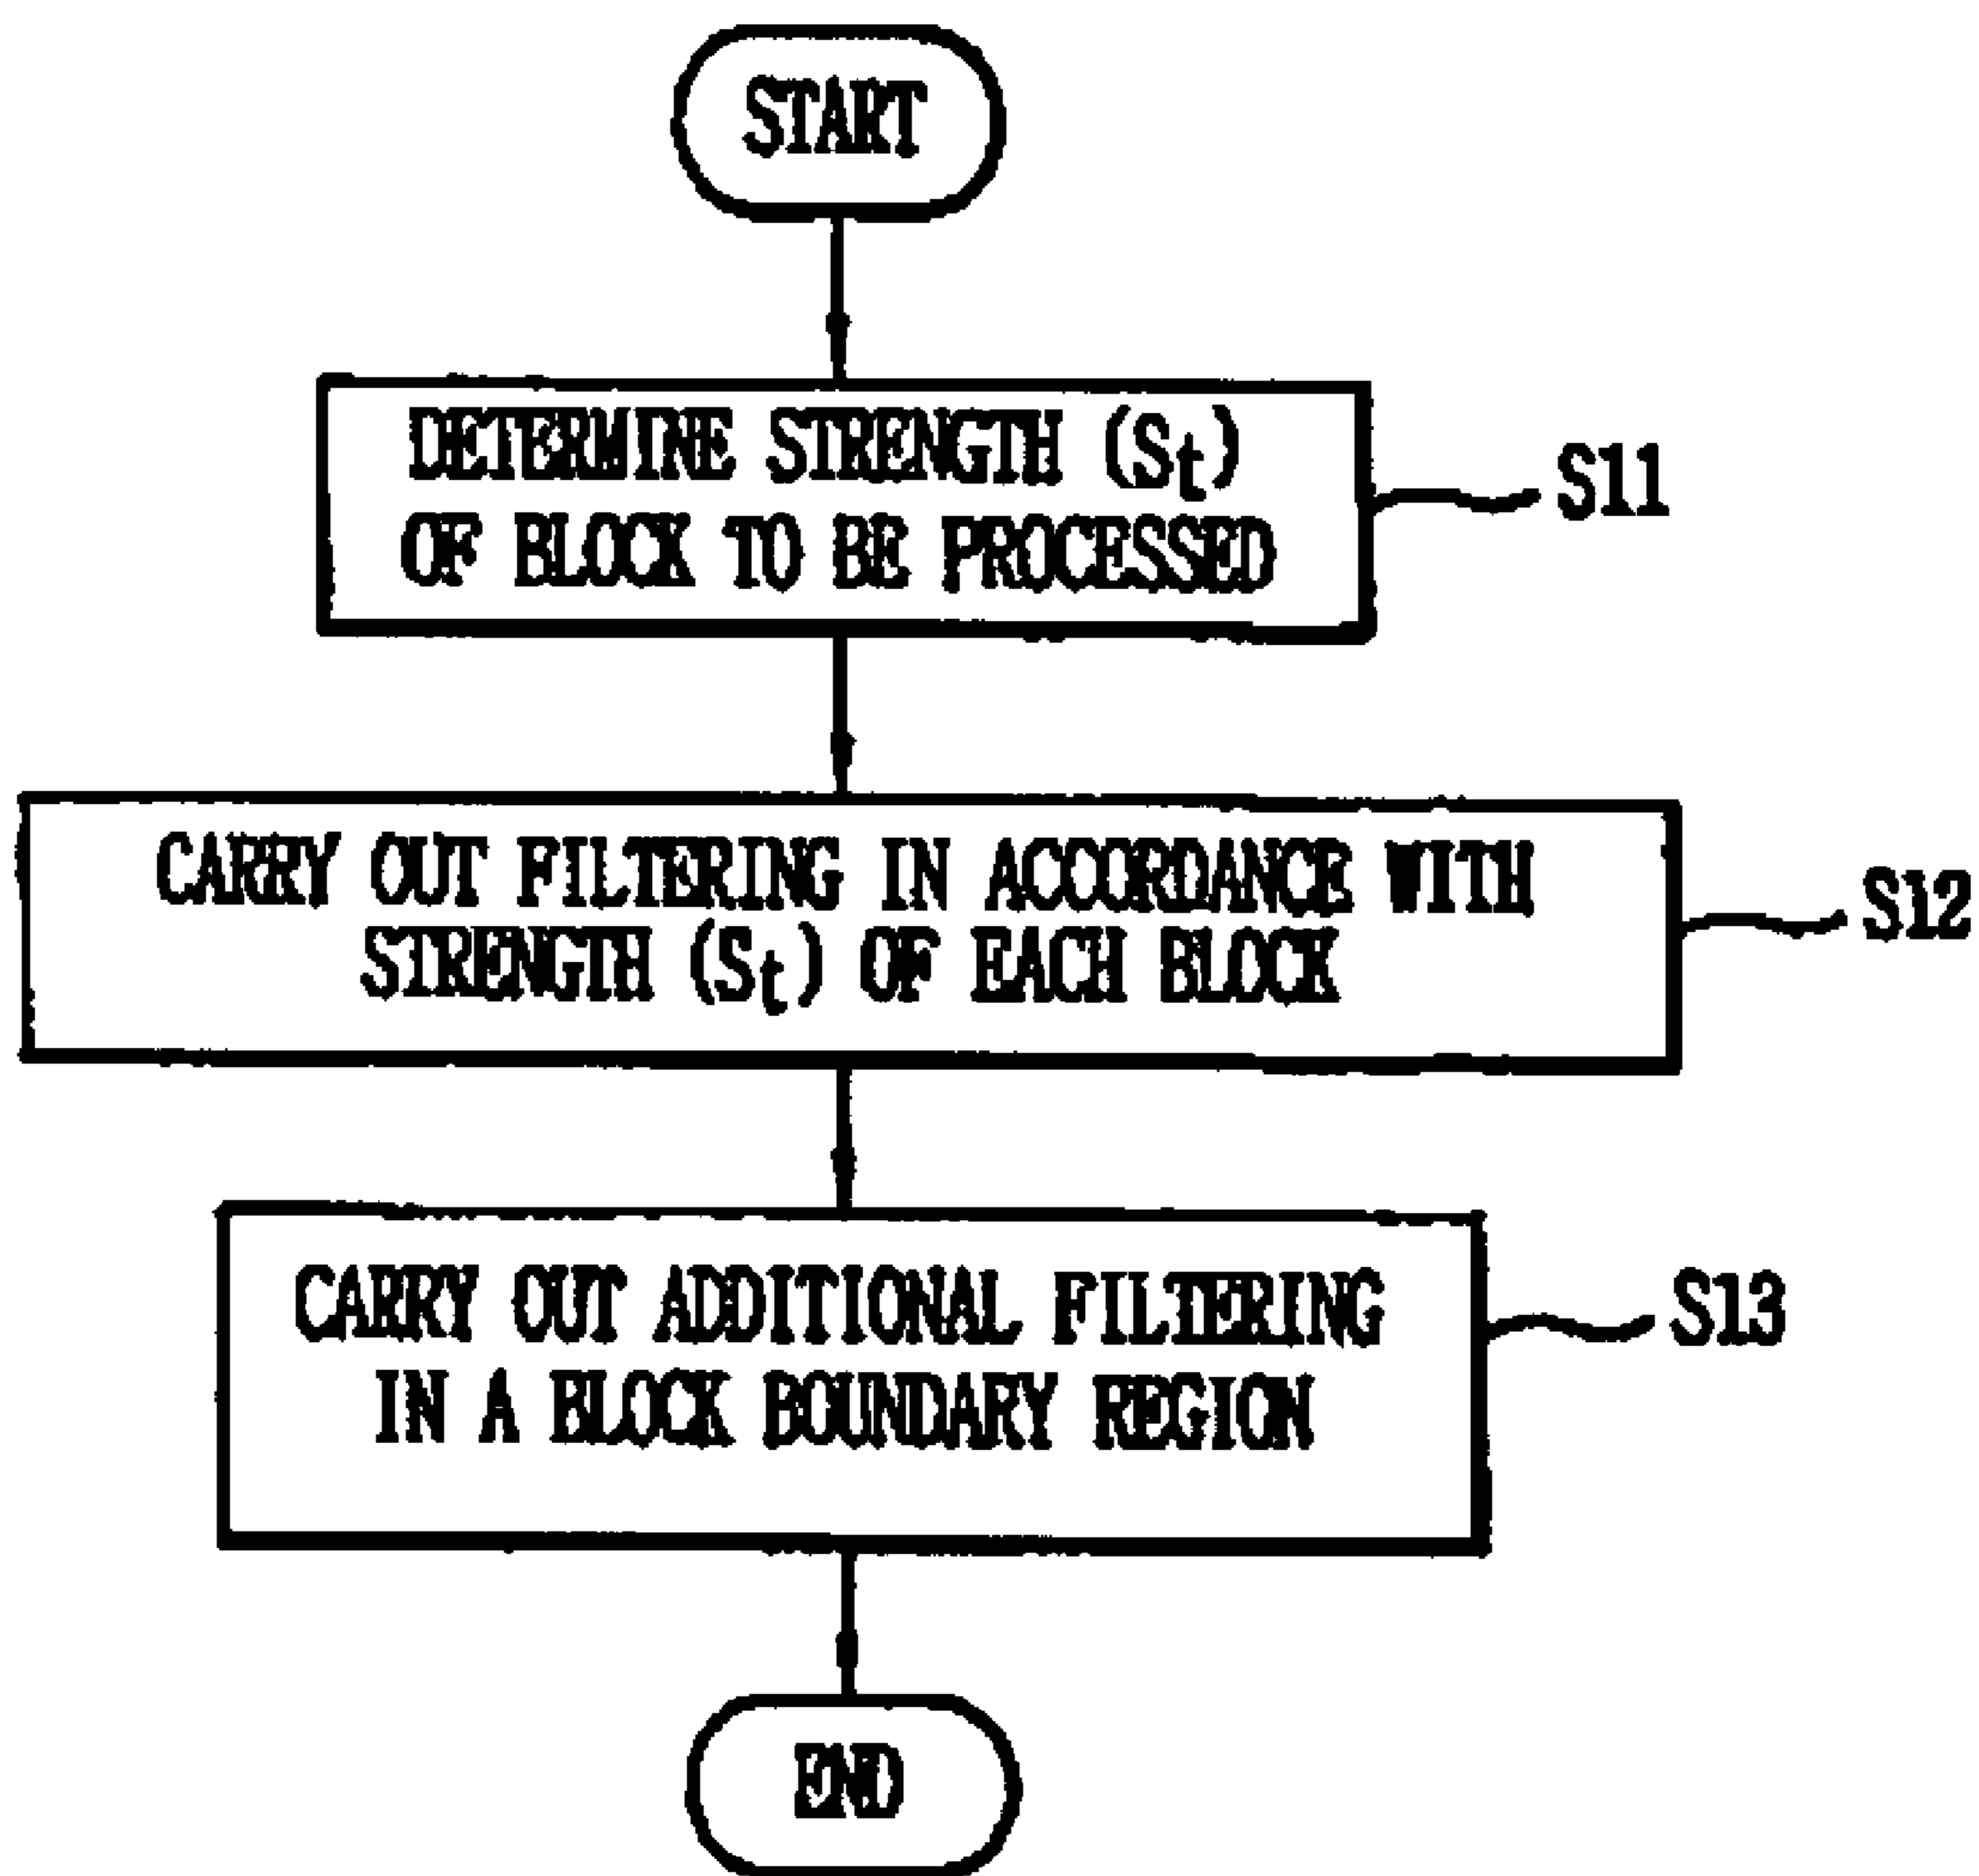 START
DETERMINE STRENGTH (St)
OF BLOCK TO BE PROCESSED
S11
CARRY OUT FILTERING IN ACCORDANCE WITH
STRENGTH (St) OF EACH BLOCK
S12
CARRY OUT ADDITIONAL FILTERING
IN A BLOCK BOUNDARY REGION
S13
END